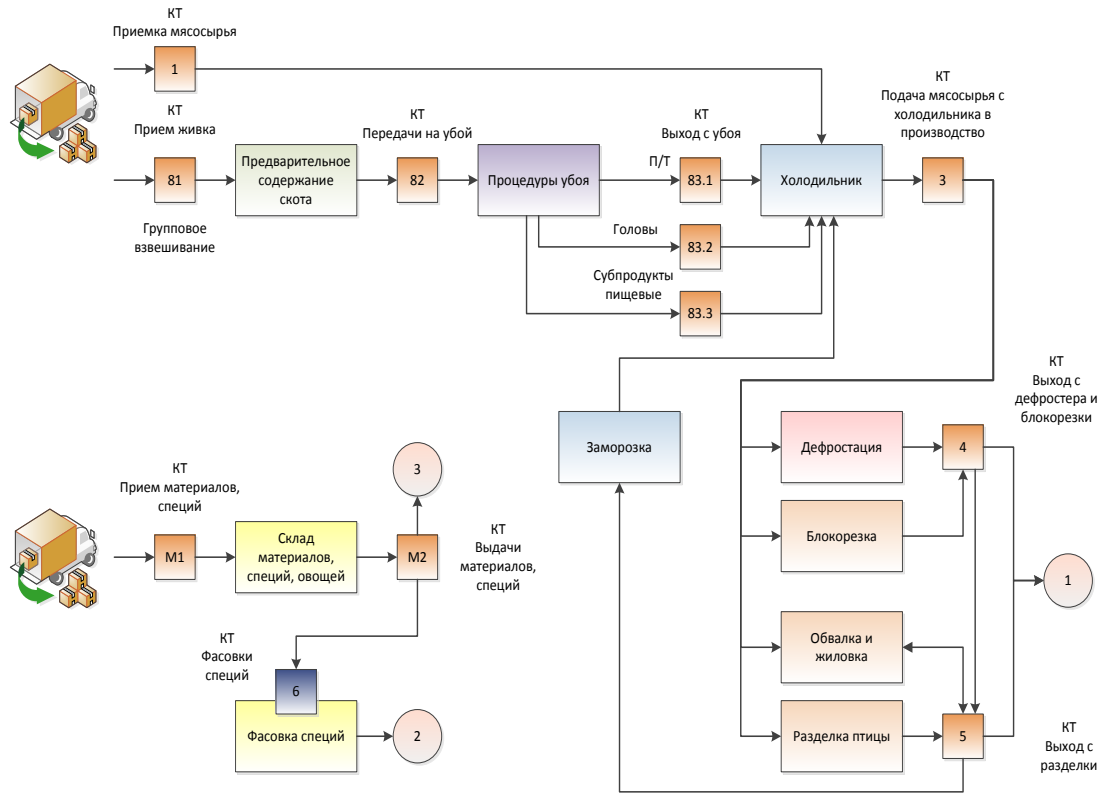 КТ
Приемка мясосырья
1
КТ
Прием живка
81
Групповое
взвешивание
Предварительное
содержание
скота
КТ
Передачи на убой
82
Процедуры убоя
КТ
Выход с убоя
П/Т
83.1
Головы
83.2
Субпродукты
пищевые
83.3
Холодильник
КТ
Подача мясосырья с
холодильника в
производство
3
Заморозка
КТ
Выход с
дефростера и
блокорезки
Дефростация
4
Блокорезка
Обвалка и
жиловка
Разделка птицы
5
1
КТ
Выход с
разделки
КТ
Прием материалов,
специй
М1
Склад
материалов,
специй, овощей
3
М2
КТ
Выдачи
материалов,
специй
КТ
Фасовки
специй
6
Фасовка специй
2